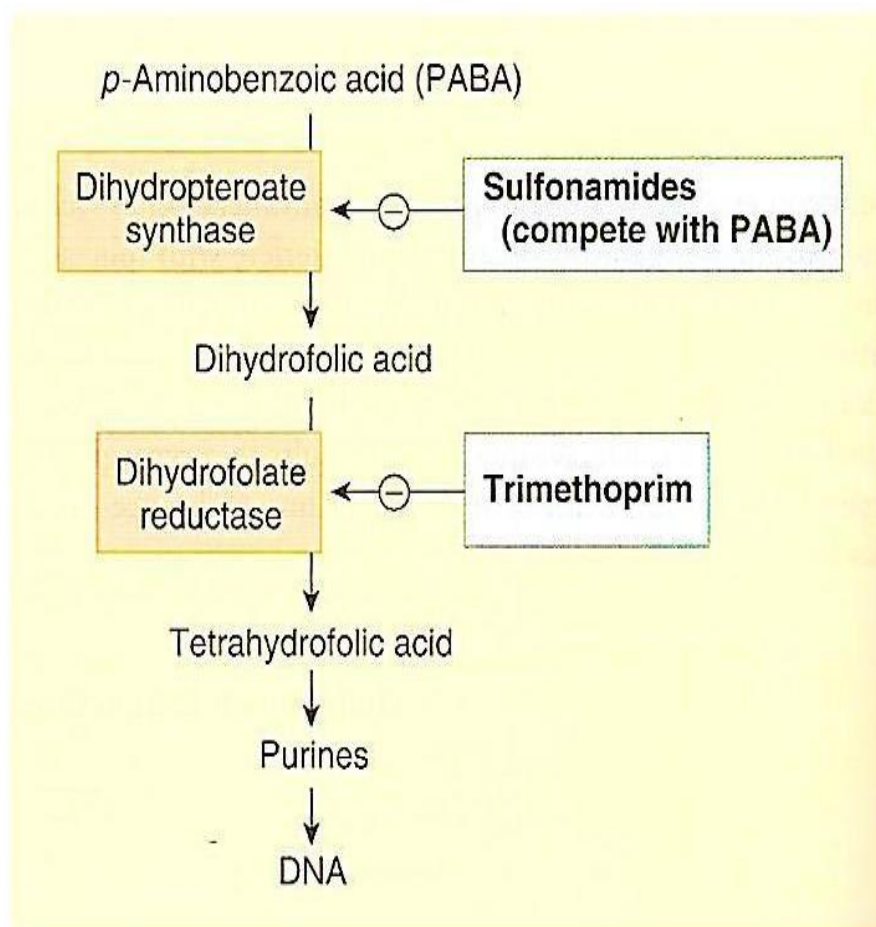 p-Aminobenzoic acid (PABA)
Dihydropteroate
synthase
Sulfonamides
(compete with PABA)
Dihydrofolic acid
Dihydrofolate
reductase
Trimethoprim
Tetrahydrofolic acid
Purines
DNA